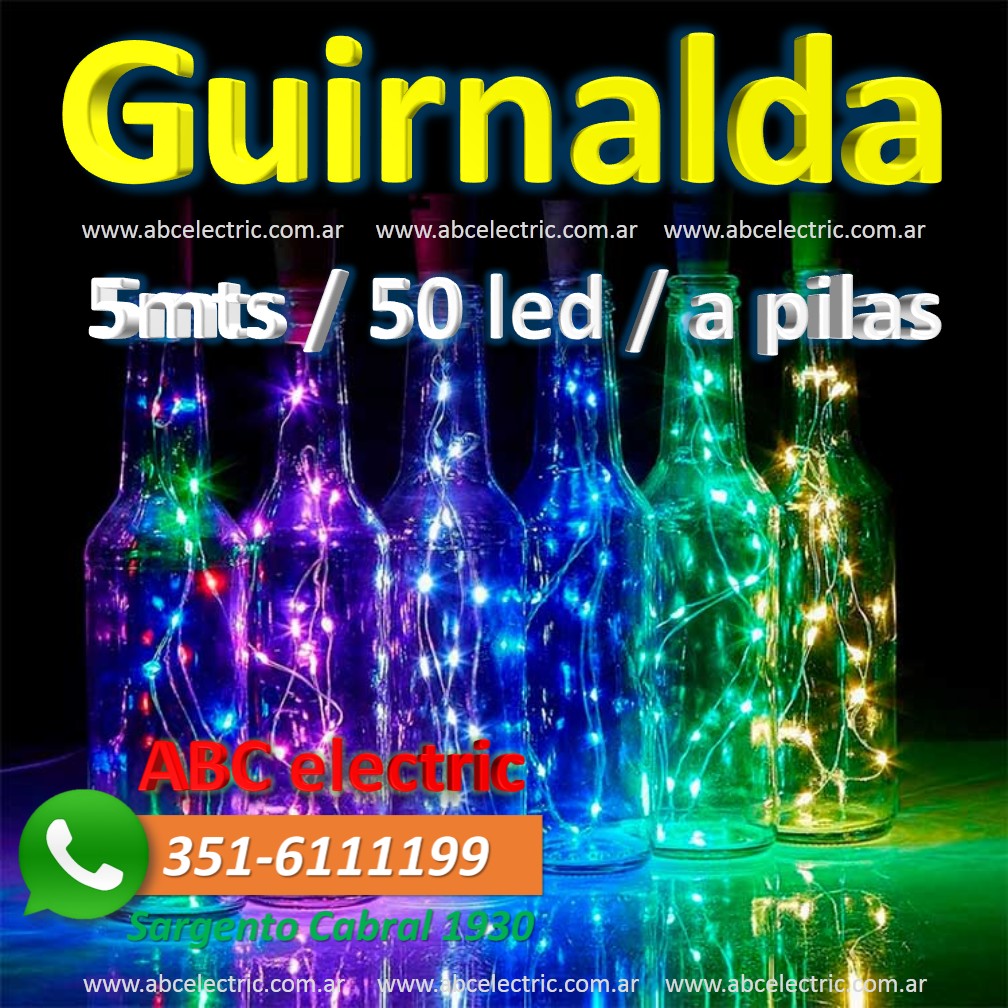 Guirnalda
www.abcelectric.com.ar www.abcelectric.com.ar www.abcelectric.com.ar
5mts / 50 led / a pilas
ABC electric
351-6111199
Sargento Cabral 1930
www.abcelectric.com.ar www.abcelectric.com.ar www.abcelectric.com.ar